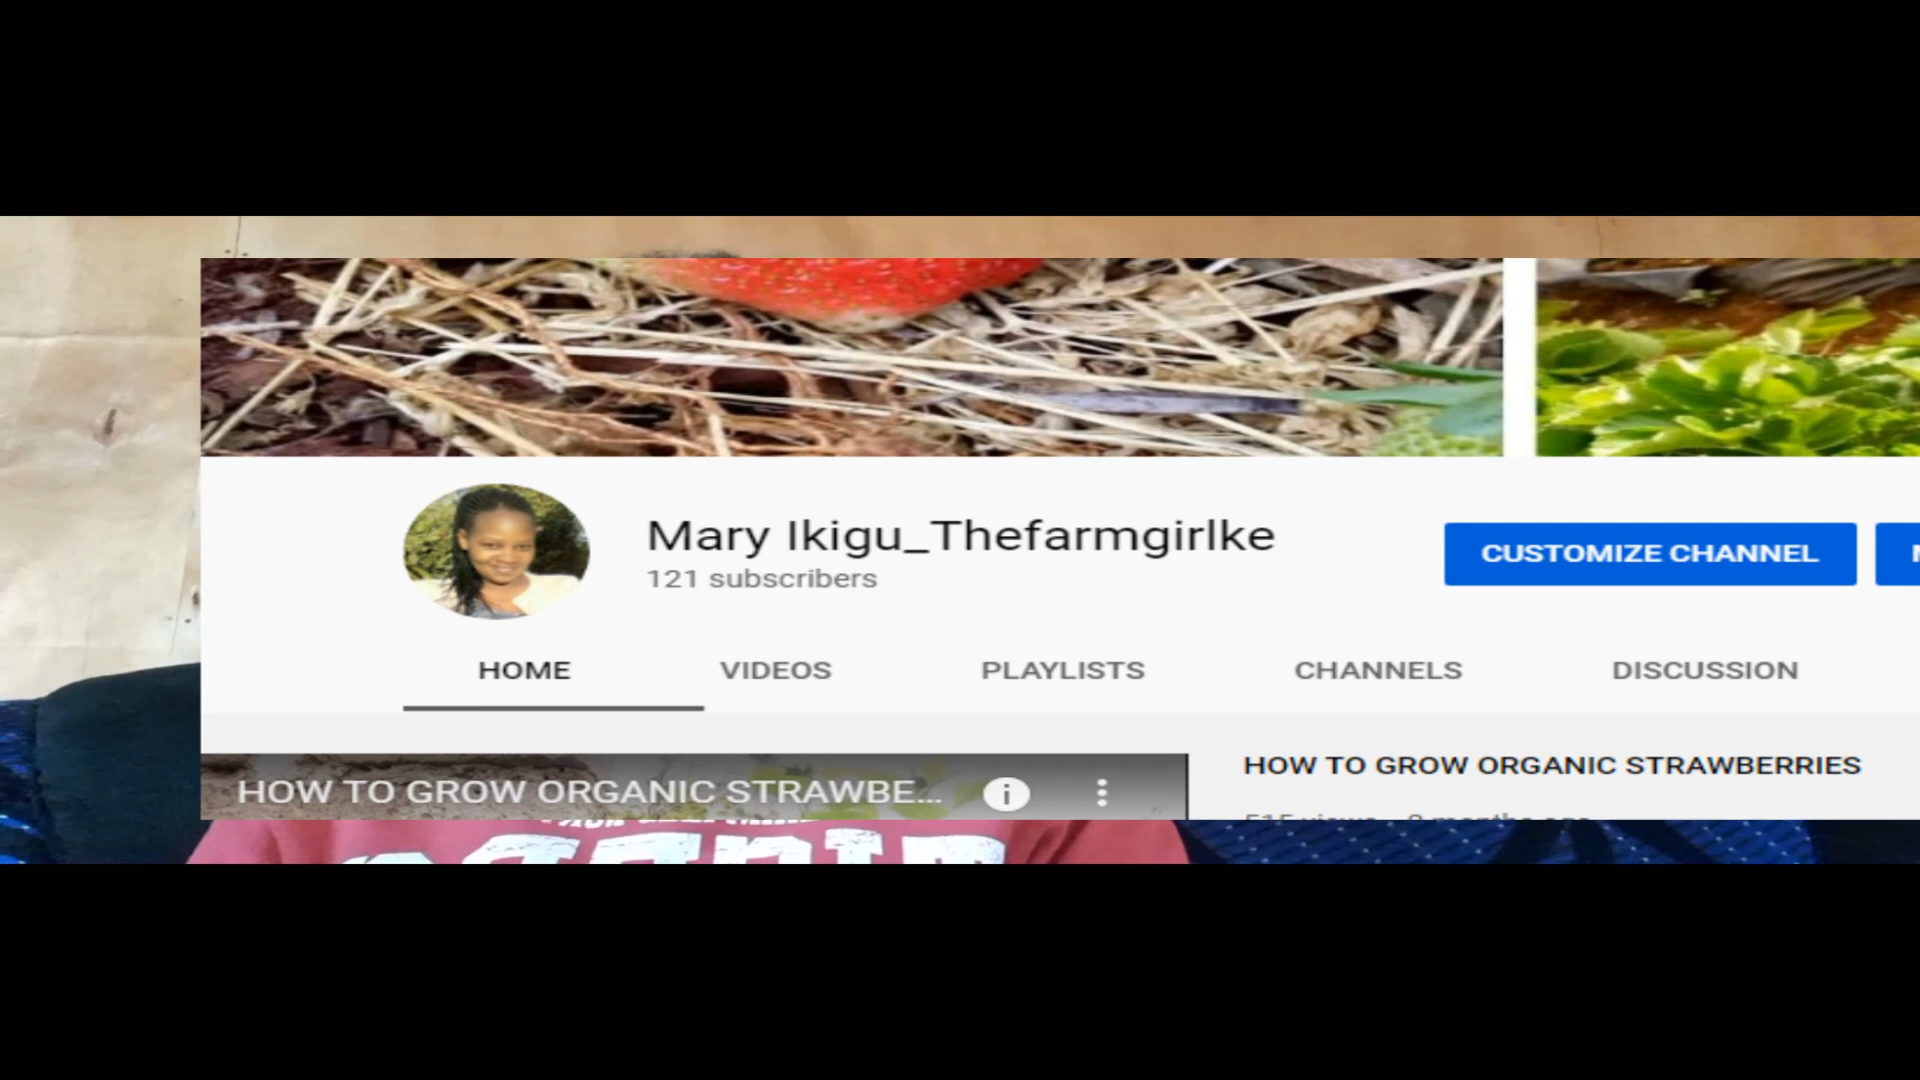 Mary Ikigu_Thefarmgirlke
121 subscribers
CUSTOMIZE CHANNEL
HOME VIDEOS PLAYLISTS CHANNELS DISCUSSION
HOW TO GROW ORGANIC STRAWBERRIES
HOW TO GROW ORGANIC STRAWBE...